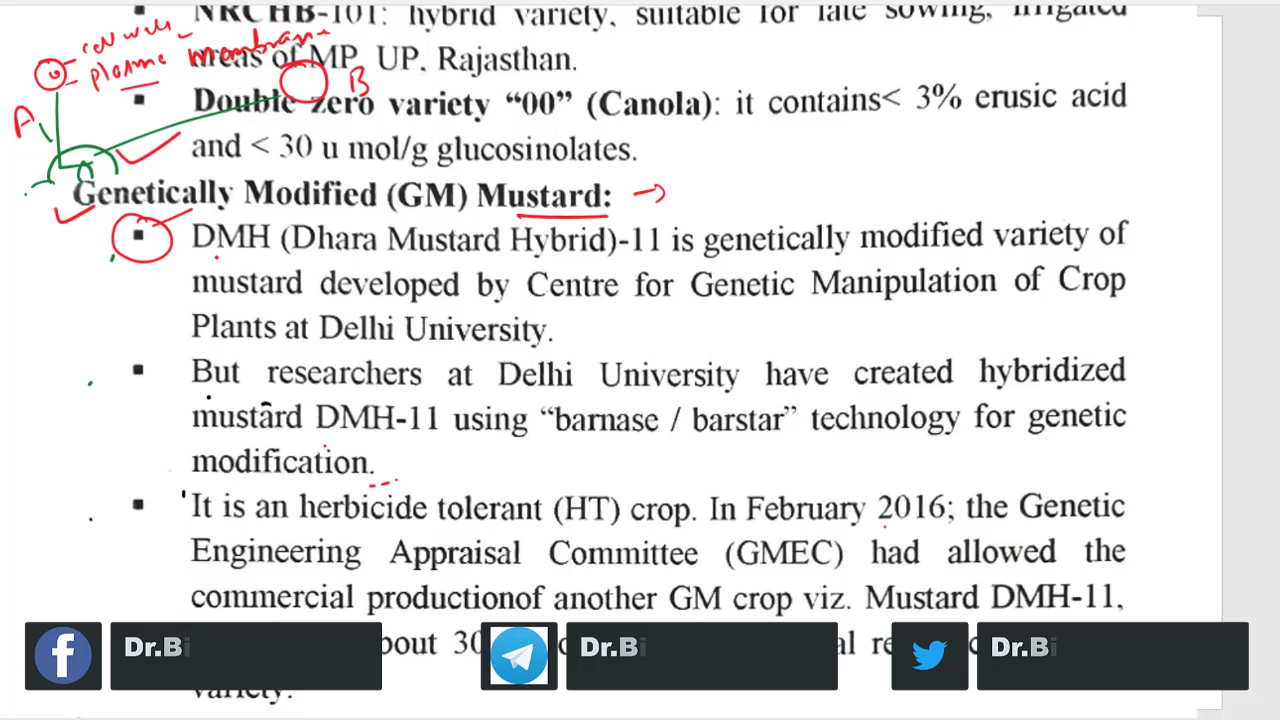 NRCHB-101: hybrid variety, suitable for late sowing, irrigated
cell wall
plasma membrane
areas of MP, UP, Rajasthan.
B
A
Double zero variety “00” (Canola): it contains< 3% erusic acid
and < 30 u mol/g glucosinolates.
Genetically Modified (GM) Mustard:
DMH (Dhara Mustard Hybrid)-11 is genetically modified variety of
mustard developed by Centre for Genetic Manipulation of Crop
Plants at Delhi University.
But researchers at Delhi University have created hybridized
mustard DMH-11 using “barnase / barstar” technology for genetic
modification.
It is an herbicide tolerant (HT) crop. In February 2016; the Genetic
Engineering Appraisal Committee (GMEC) had allowed the
commercial productionof another GM crop viz. Mustard DMH-11,
30
variety.
Dr.Bi
Dr.Bi
Dr.Bi